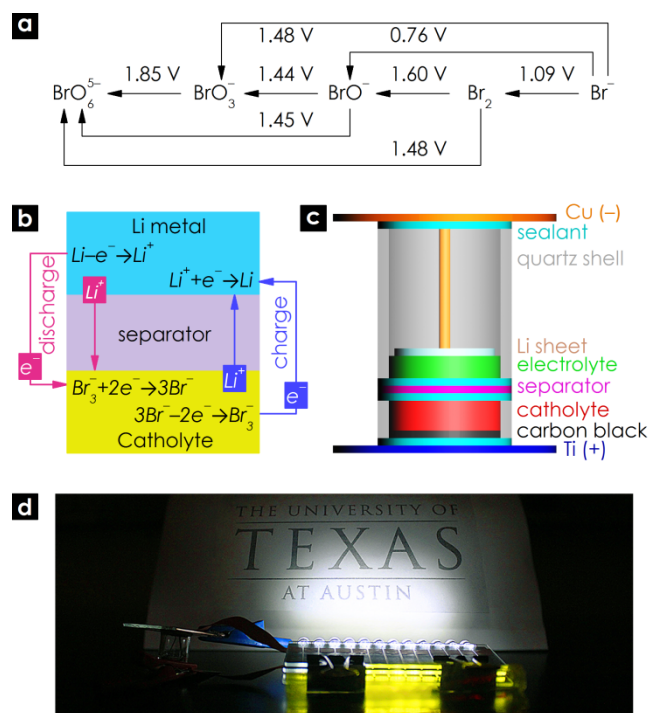 a
1.48 V 0.76 V
1.85 V 1.44 V 1.60 V 1.09 V
BrO₆⁵⁻ BrO₃⁻ BrO⁻ Br₂ Br⁻
1.45 V
1.48 V
b
Li metal
Li–e⁻→Li⁺
Li⁺+e⁻→Li
discharge
Li⁺
separator
charge
e⁻
Li⁺
Br₃⁻+2e⁻→3Br⁻
e⁻
3Br⁻–2e⁻→Br₃⁻
Catholyte
c
Cu (–)
sealant
quartz shell
Li sheet
electrolyte
separator
catholyte
carbon black
Ti (+)
d
THE UNIVERSITY OF
TEXAS
AT AUSTIN